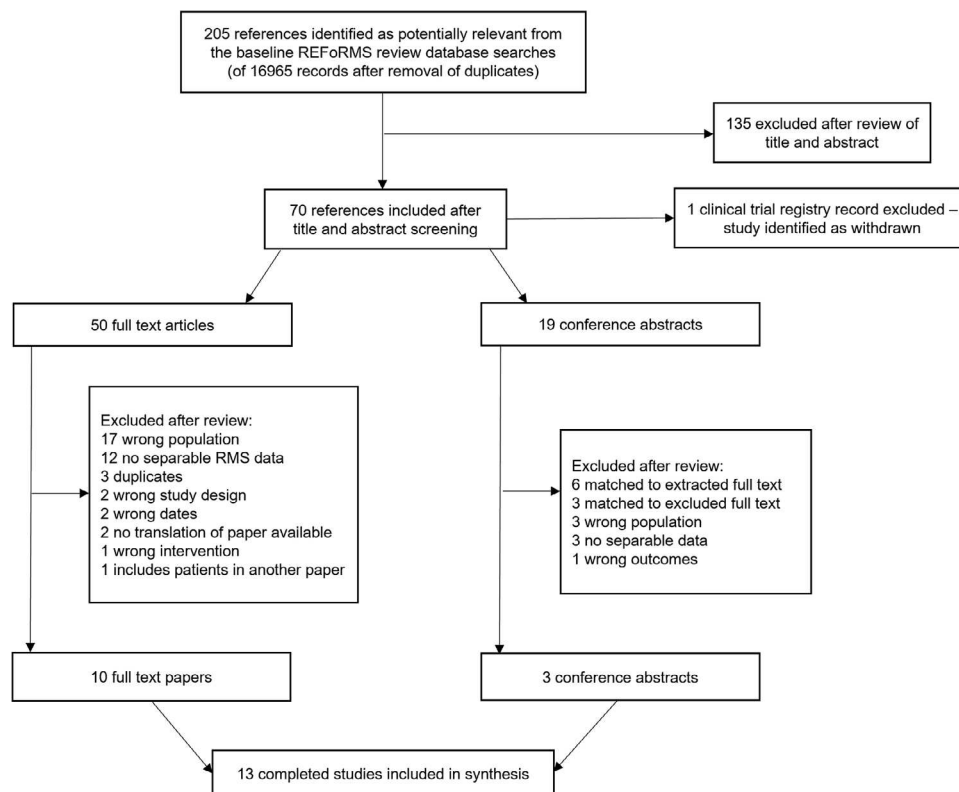 205 references identified as potentially relevant from
the baseline REFoRMS review database searches
(of 16965 records after removal of duplicates)
135 excluded after review of
title and abstract
70 references included after
title and abstract screening
1 clinical trial registry record excluded –
study identified as withdrawn
50 full text articles
19 conference abstracts
Excluded after review:
17 wrong population
12 no separable RMS data
3 duplicates
2 wrong study design
2 wrong dates
2 no translation of paper available
1 wrong intervention
1 includes patients in another paper
Excluded after review:
6 matched to extracted full text
3 matched to excluded full text
3 wrong population
3 no separable data
1 wrong outcomes
10 full text papers
3 conference abstracts
13 completed studies included in synthesis